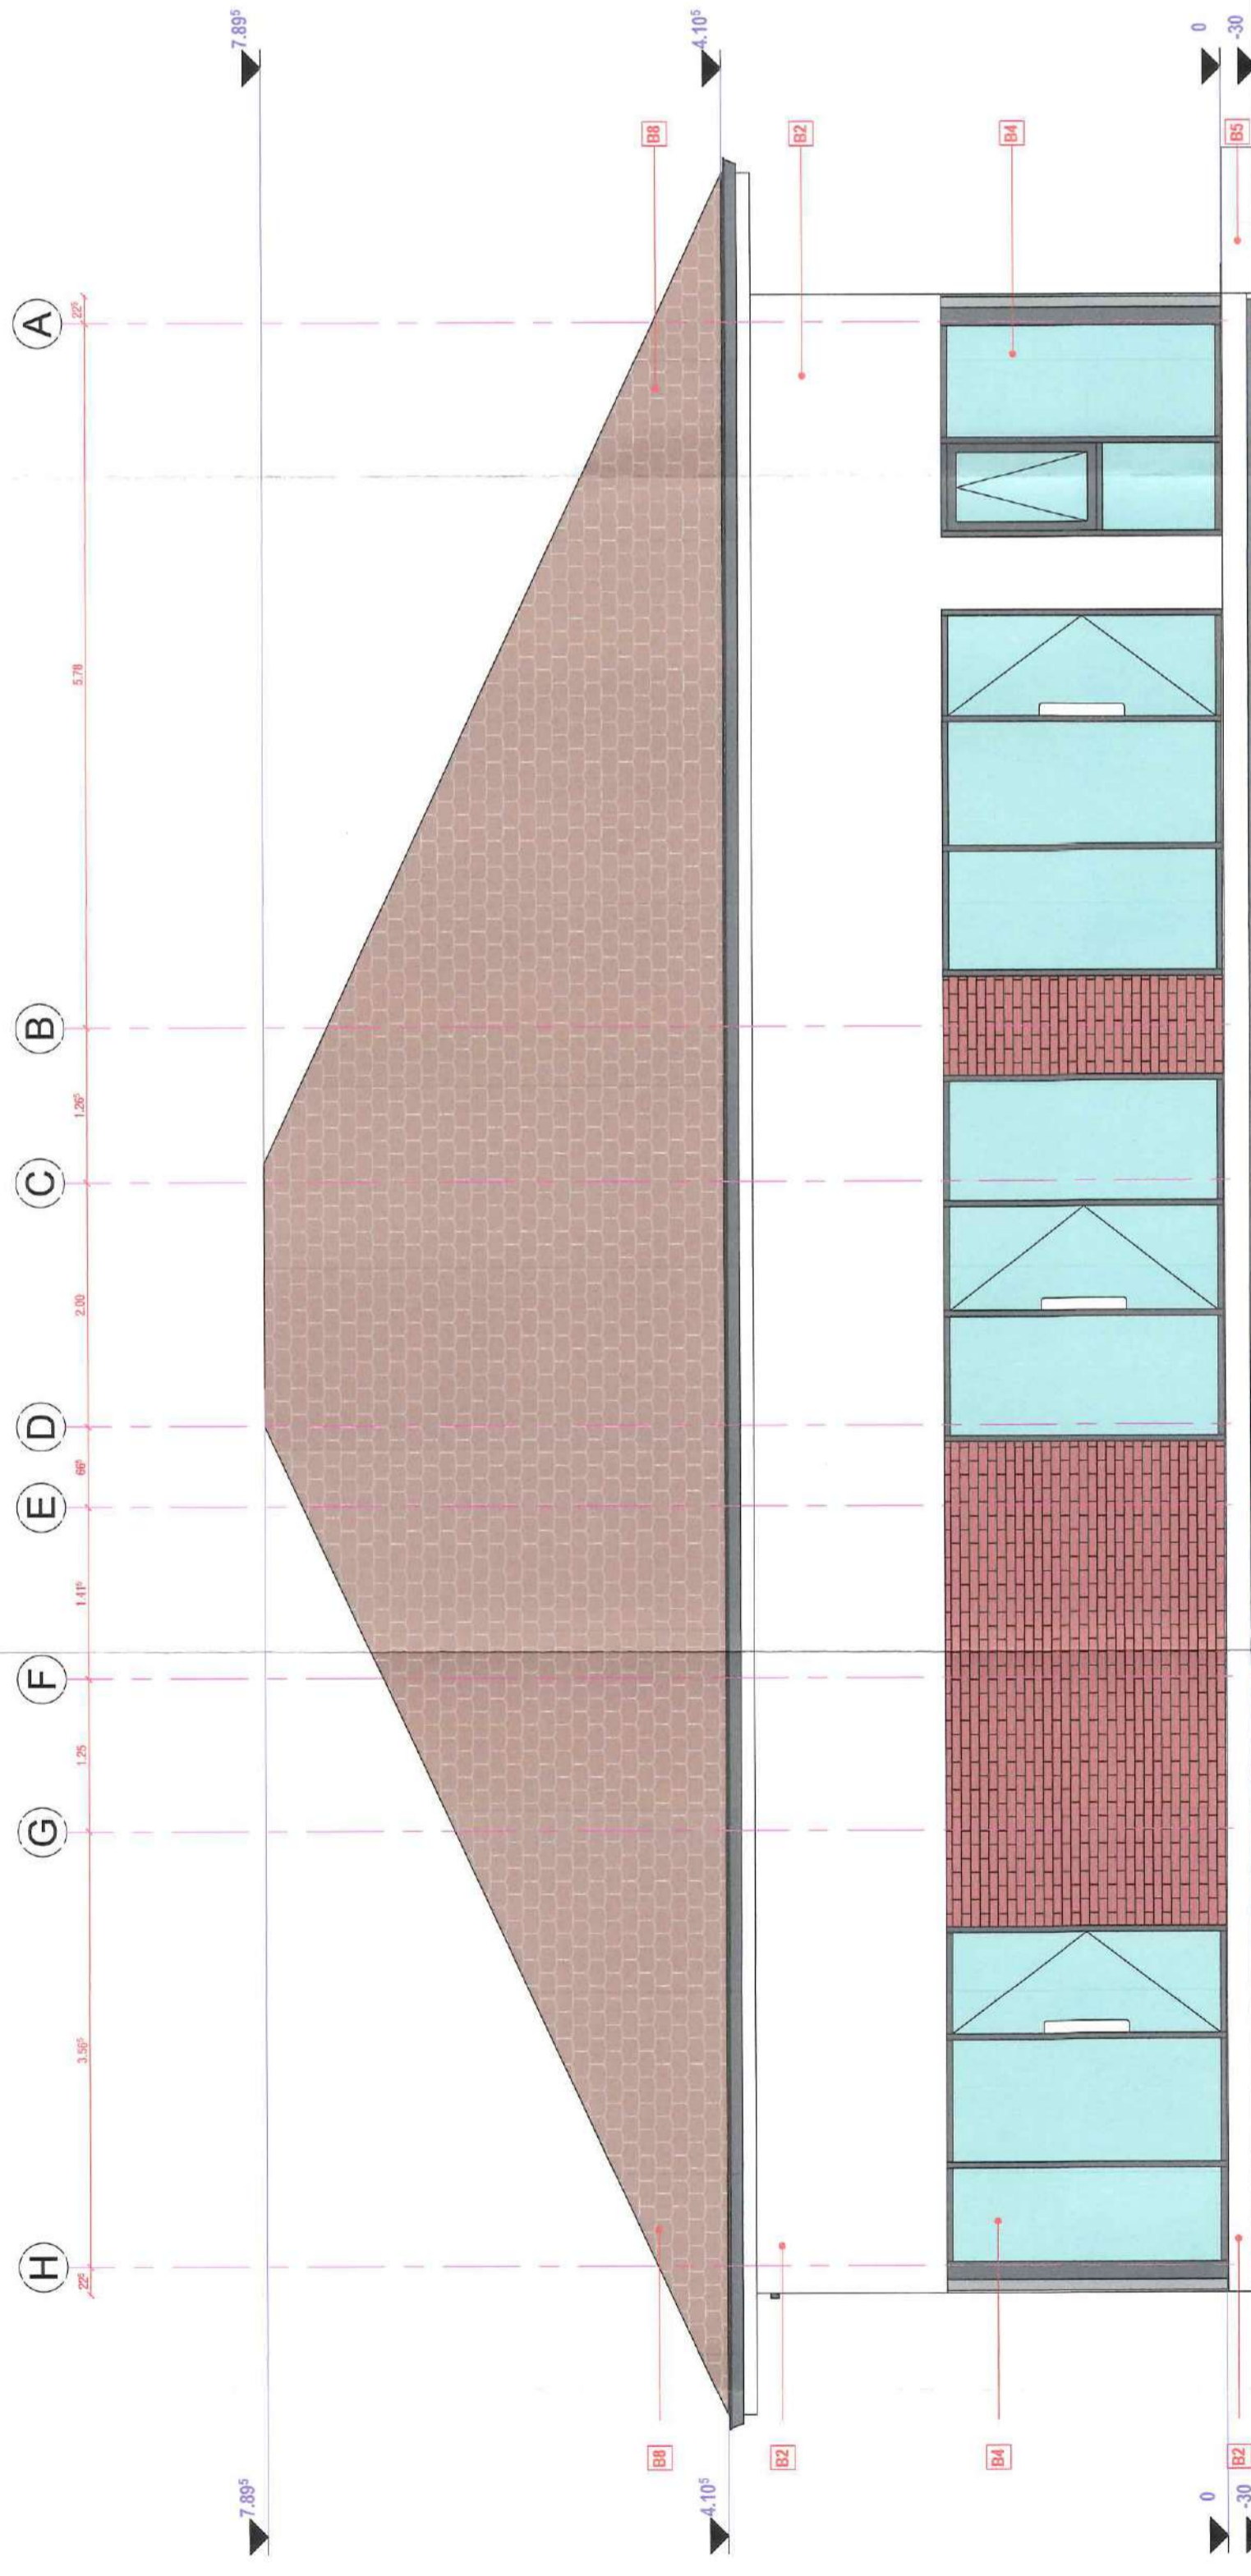 H G F E D C B A
22⁵ 3.56⁵ 1.25 1.41⁵ 66⁵ 2.00 1.26⁵ 5.78 22⁵
7.89⁵ 7.89⁵
B8 B8
4.10⁵ 4.10⁵
B2 B2
B4 B4
0 0
B2 B5
-30 -30